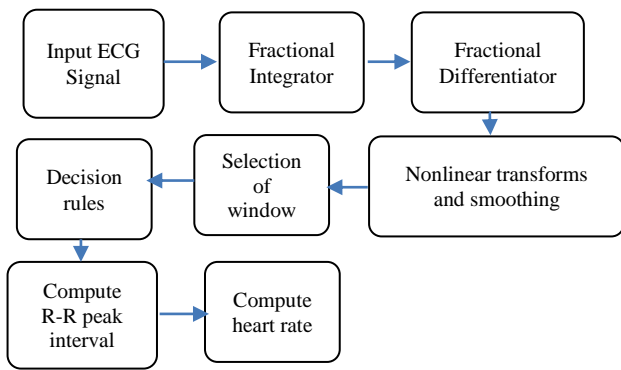 Input ECG
Signal
Fractional
Integrator
Fractional
Differentiator
Nonlinear transforms
and smoothing
Selection
of
window
Decision
rules
Compute
R-R peak
interval
Compute
heart rate